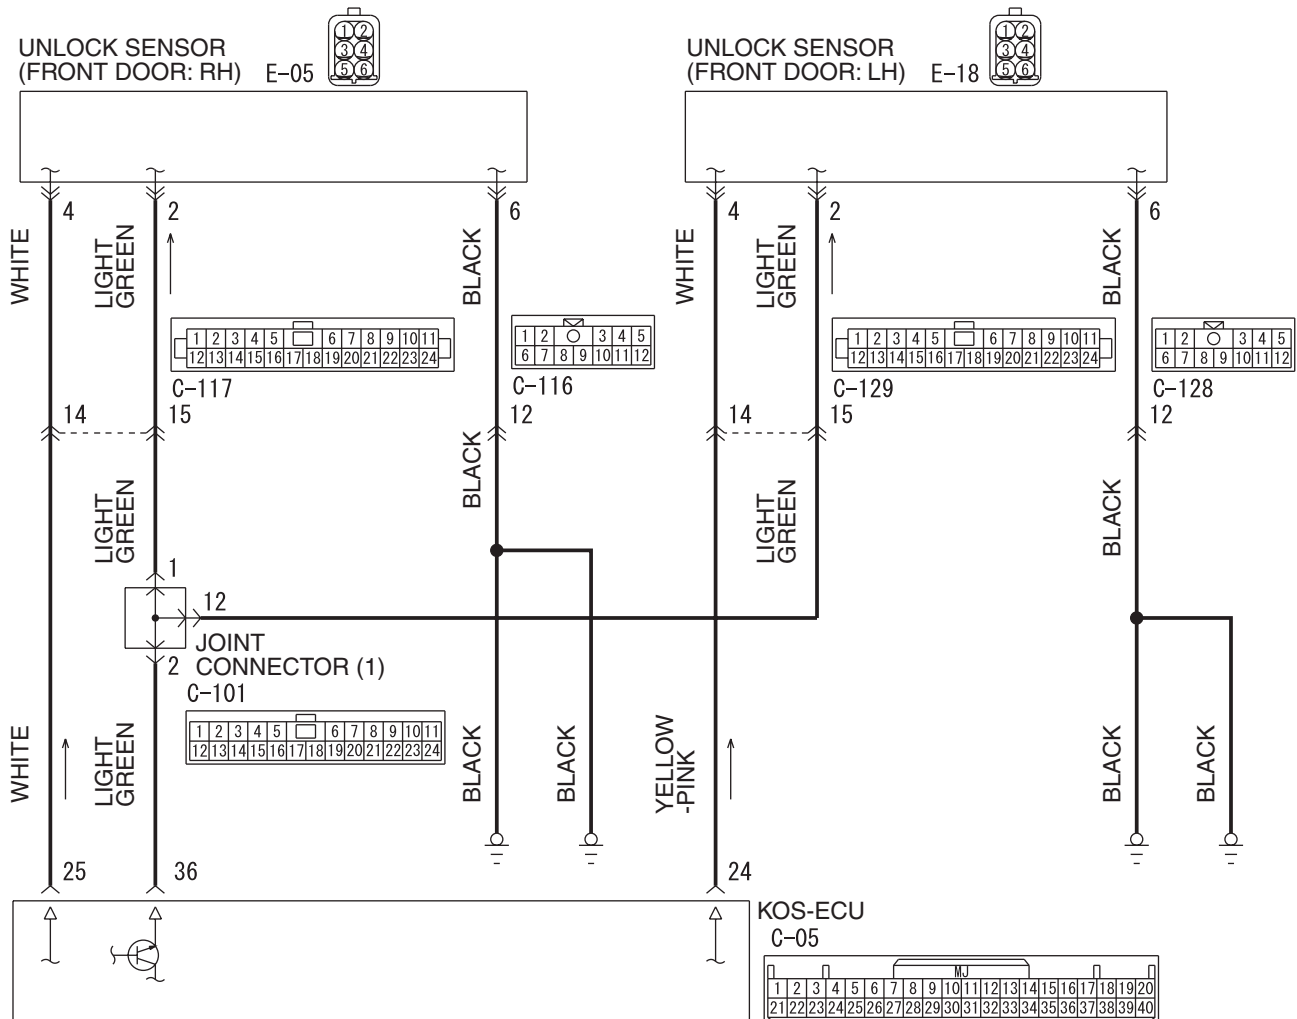 UNLOCK SENSOR
(FRONT DOOR: RH) E-05
1 2
3 4
5 6
UNLOCK SENSOR
(FRONT DOOR: LH) E-18
1 2
3 4
5 6
4 2 6 4 2 6
WHITE
LIGHT
GREEN
BLACK
WHITE
LIGHT
GREEN
BLACK
1 2 3 4 5 6 7 8 9 10 11
12 13 14 15 16 17 18 19 20 21 22 23 24
C-117
1 2 3 4 5
6 7 8 9 10 11 12
C-116
1 2 3 4 5 6 7 8 9 10 11
12 13 14 15 16 17 18 19 20 21 22 23 24
C-129
1 2 3 4 5
6 7 8 9 10 11 12
C-128
14 15 12 14 15 12
LIGHT
GREEN
BLACK
LIGHT
GREEN
BLACK
1
12
2
JOINT
CONNECTOR (1)
C-101
1 2 3 4 5 6 7 8 9 10 11
12 13 14 15 16 17 18 19 20 21 22 23 24
WHITE
LIGHT
GREEN
BLACK
BLACK
YELLOW
-PINK
BLACK
BLACK
25 36 24
KOS-ECU
C-05
MJ
1 2 3 4 5 6 7 8 9 10 11 12 13 14 15 16 17 18 19 20
21 22 23 24 25 26 27 28 29 30 31 32 33 34 35 36 37 38 39 40